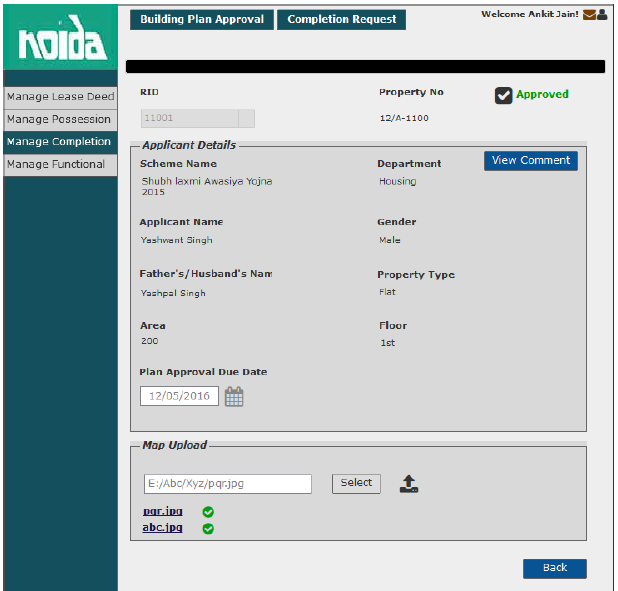 noida
Building Plan Approval
Completion Request
Welcome Ankit Jain!
Manage Lease Deed
Manage Possession
Manage Completion
Manage Functional
RID
Property No
Approved
11001
12/A-1100
Applicant Details
View Comment
Scheme Name
Department
Shubh laxmi Awasiya Yojna
2015
Housing
Applicant Name
Gender
Yashwant Singh
Male
Father's/Husband's Nam
Property Type
Yashpal Singh
Flat
Area
Floor
200
1st
Plan Approval Due Date
12/05/2016
Map Upload
E:/Abc/Xyz/pqr.jpg
Select
pqr.jpg
abc.jpg
Back